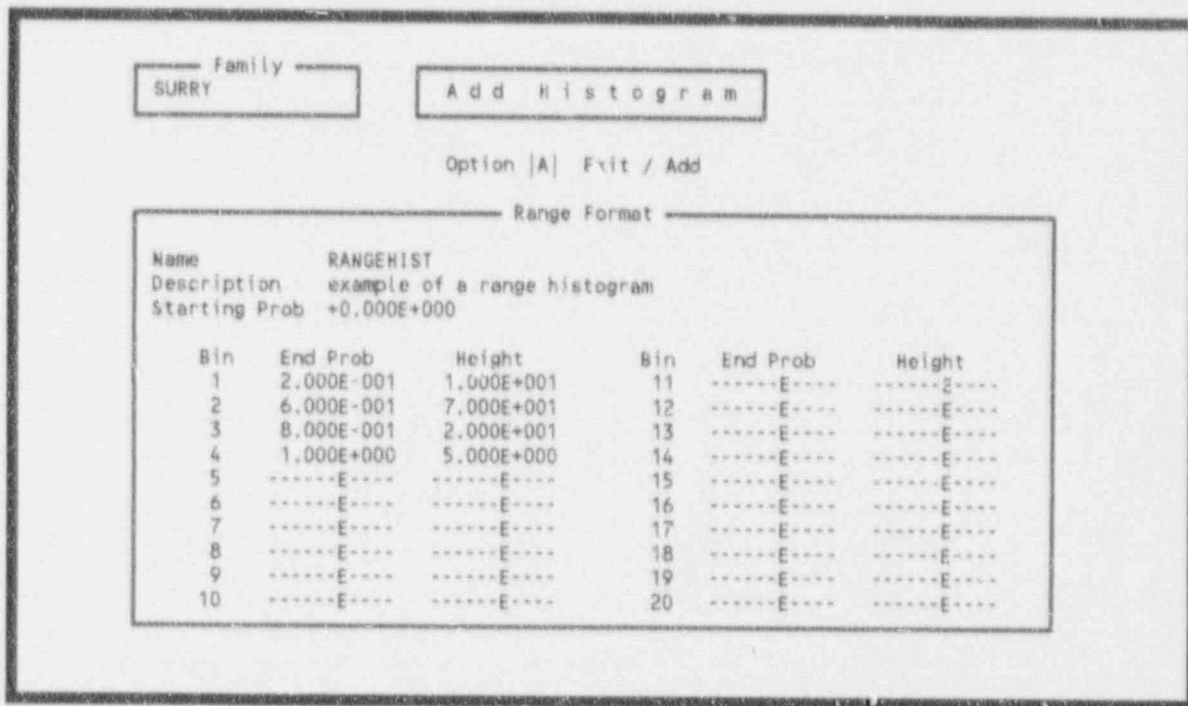 Family
SURRY
Add Histogram
Option |A| Exit / Add
Range Format
Name RANGEHIST
Description example of a range histogram
Starting Prob +0.000E+000
Bin End Prob Height Bin End Prob Height
1 2.000E-001 1.000E+001 11 ------E---- ------E----
2 6.000E-001 7.000E+001 12 ------E---- ------E----
3 8.000E-001 2.000E+001 13 ------E---- ------E----
4 1.000E+000 5.000E+000 14 ------E---- ------E----
5 ------E---- ------E---- 15 ------E---- ------E----
6 ------E---- ------E---- 16 ------E---- ------E----
7 ------E---- ------E---- 17 ------E---- ------E----
8 ------E---- ------E---- 18 ------E---- ------E----
9 ------E---- ------E---- 19 ------E---- ------E----
10 ------E---- ------E---- 20 ------E---- ------E----